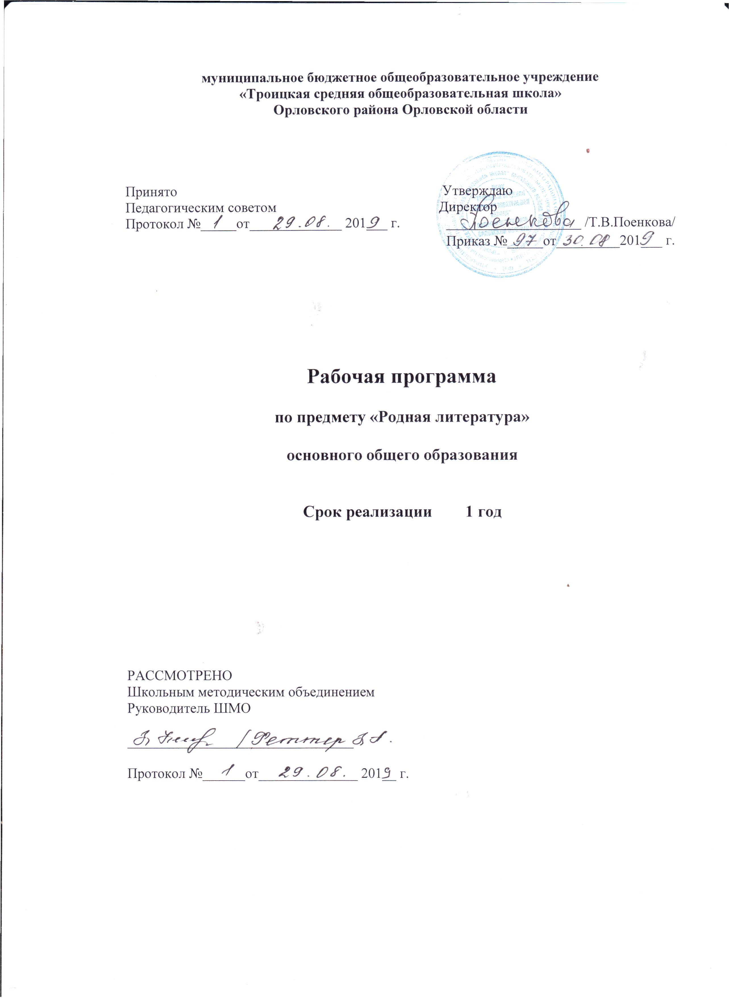 муниципальное бюджетное общеобразовательное учреждение
«Троицкая средняя общеобразовательная школа»
Орловского района Орловской области
Принято
Педагогическим советом
Протокол № 1 от 29.08. 2019 г.
Утверждаю
Директор
Поенкова /Т.В.Поенкова/
Приказ № 97 от 30.08 2019 г.
Рабочая программа
по предмету «Родная литература»
основного общего образования
Срок реализации 1 год
РАССМОТРЕНО
Школьным методическим объединением
Руководитель ШМО
/Реттер
Протокол № 1 от 29.08. 2019 г.